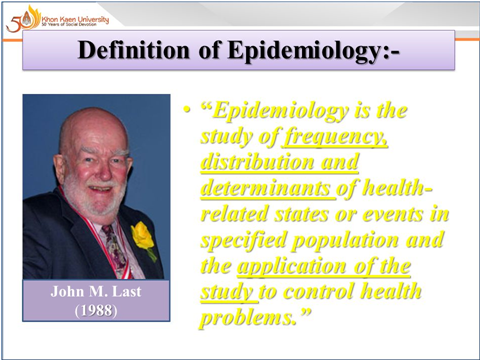 50 Khon Kaen University
50 Years of Social Devotion
Definition of Epidemiology:-
• “Epidemiology is the
study of frequency,
distribution and
determinants of health-
related states or events in
specified population and
the application of the
study to control health
problems.”
John M. Last
(1988)